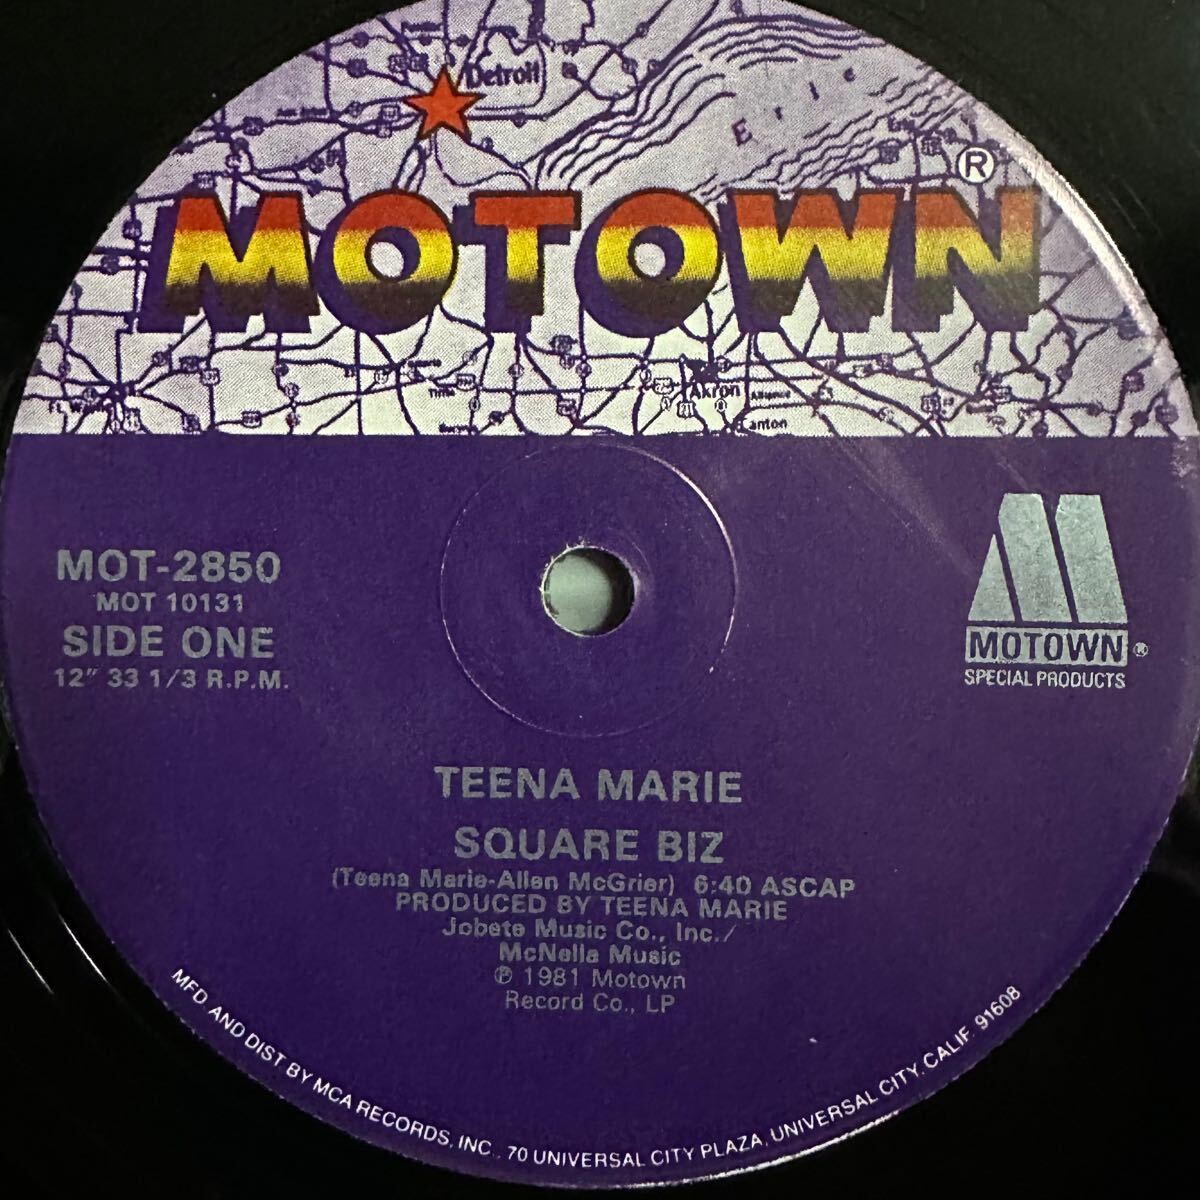 Detroit
Erie
MOTOWN®
Akron
Canton
MOT-2850
MOT 10131
SIDE ONE
12" 33 1/3 R.P.M.
MOTOWN®
SPECIAL PRODUCTS
TEENA MARIE
SQUARE BIZ
(Teena Marie-Allen McGrier) 6:40 ASCAP
PRODUCED BY TEENA MARIE
Jobete Music Co., Inc./
McNella Music
℗ 1981 Motown
Record Co., LP
MFD. AND DIST BY MCA RECORDS, INC., 70 UNIVERSAL CITY PLAZA, UNIVERSAL CITY, CALIF. 91608